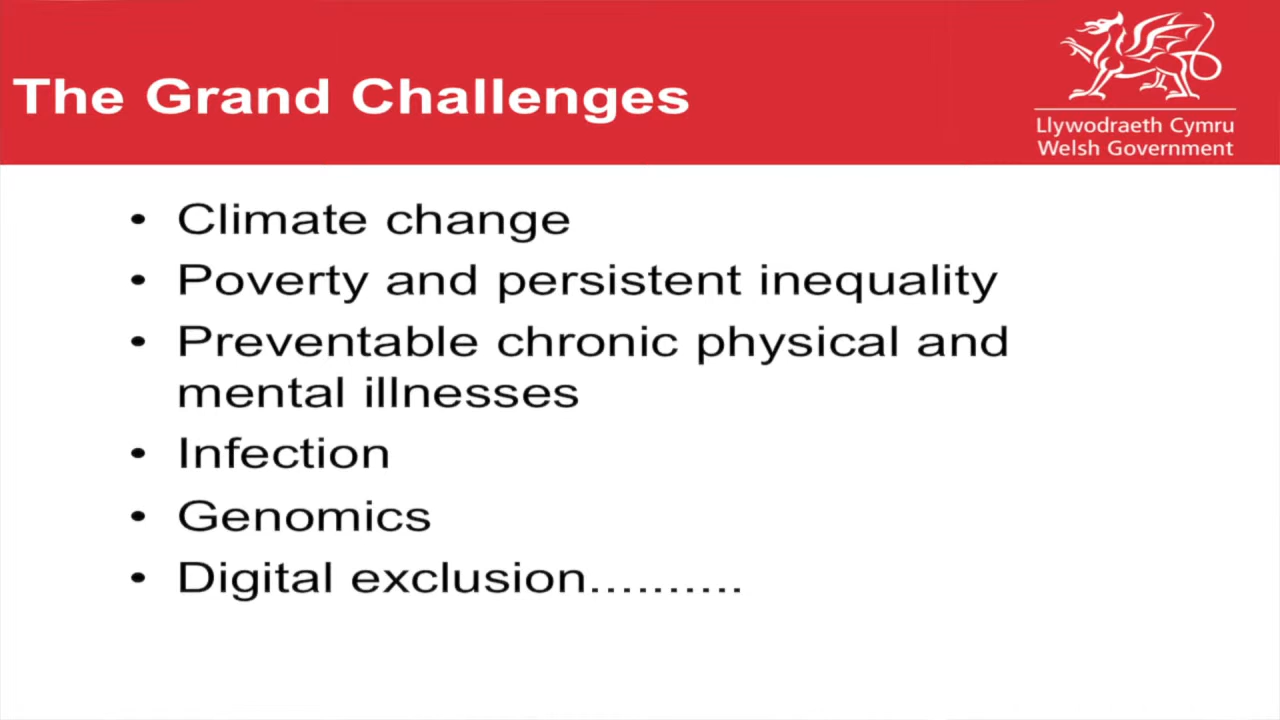 The Grand Challenges
Llywodraeth Cymru
Welsh Government
• Climate change
• Poverty and persistent inequality
• Preventable chronic physical and
mental illnesses
• Infection
• Genomics
• Digital exclusion..........